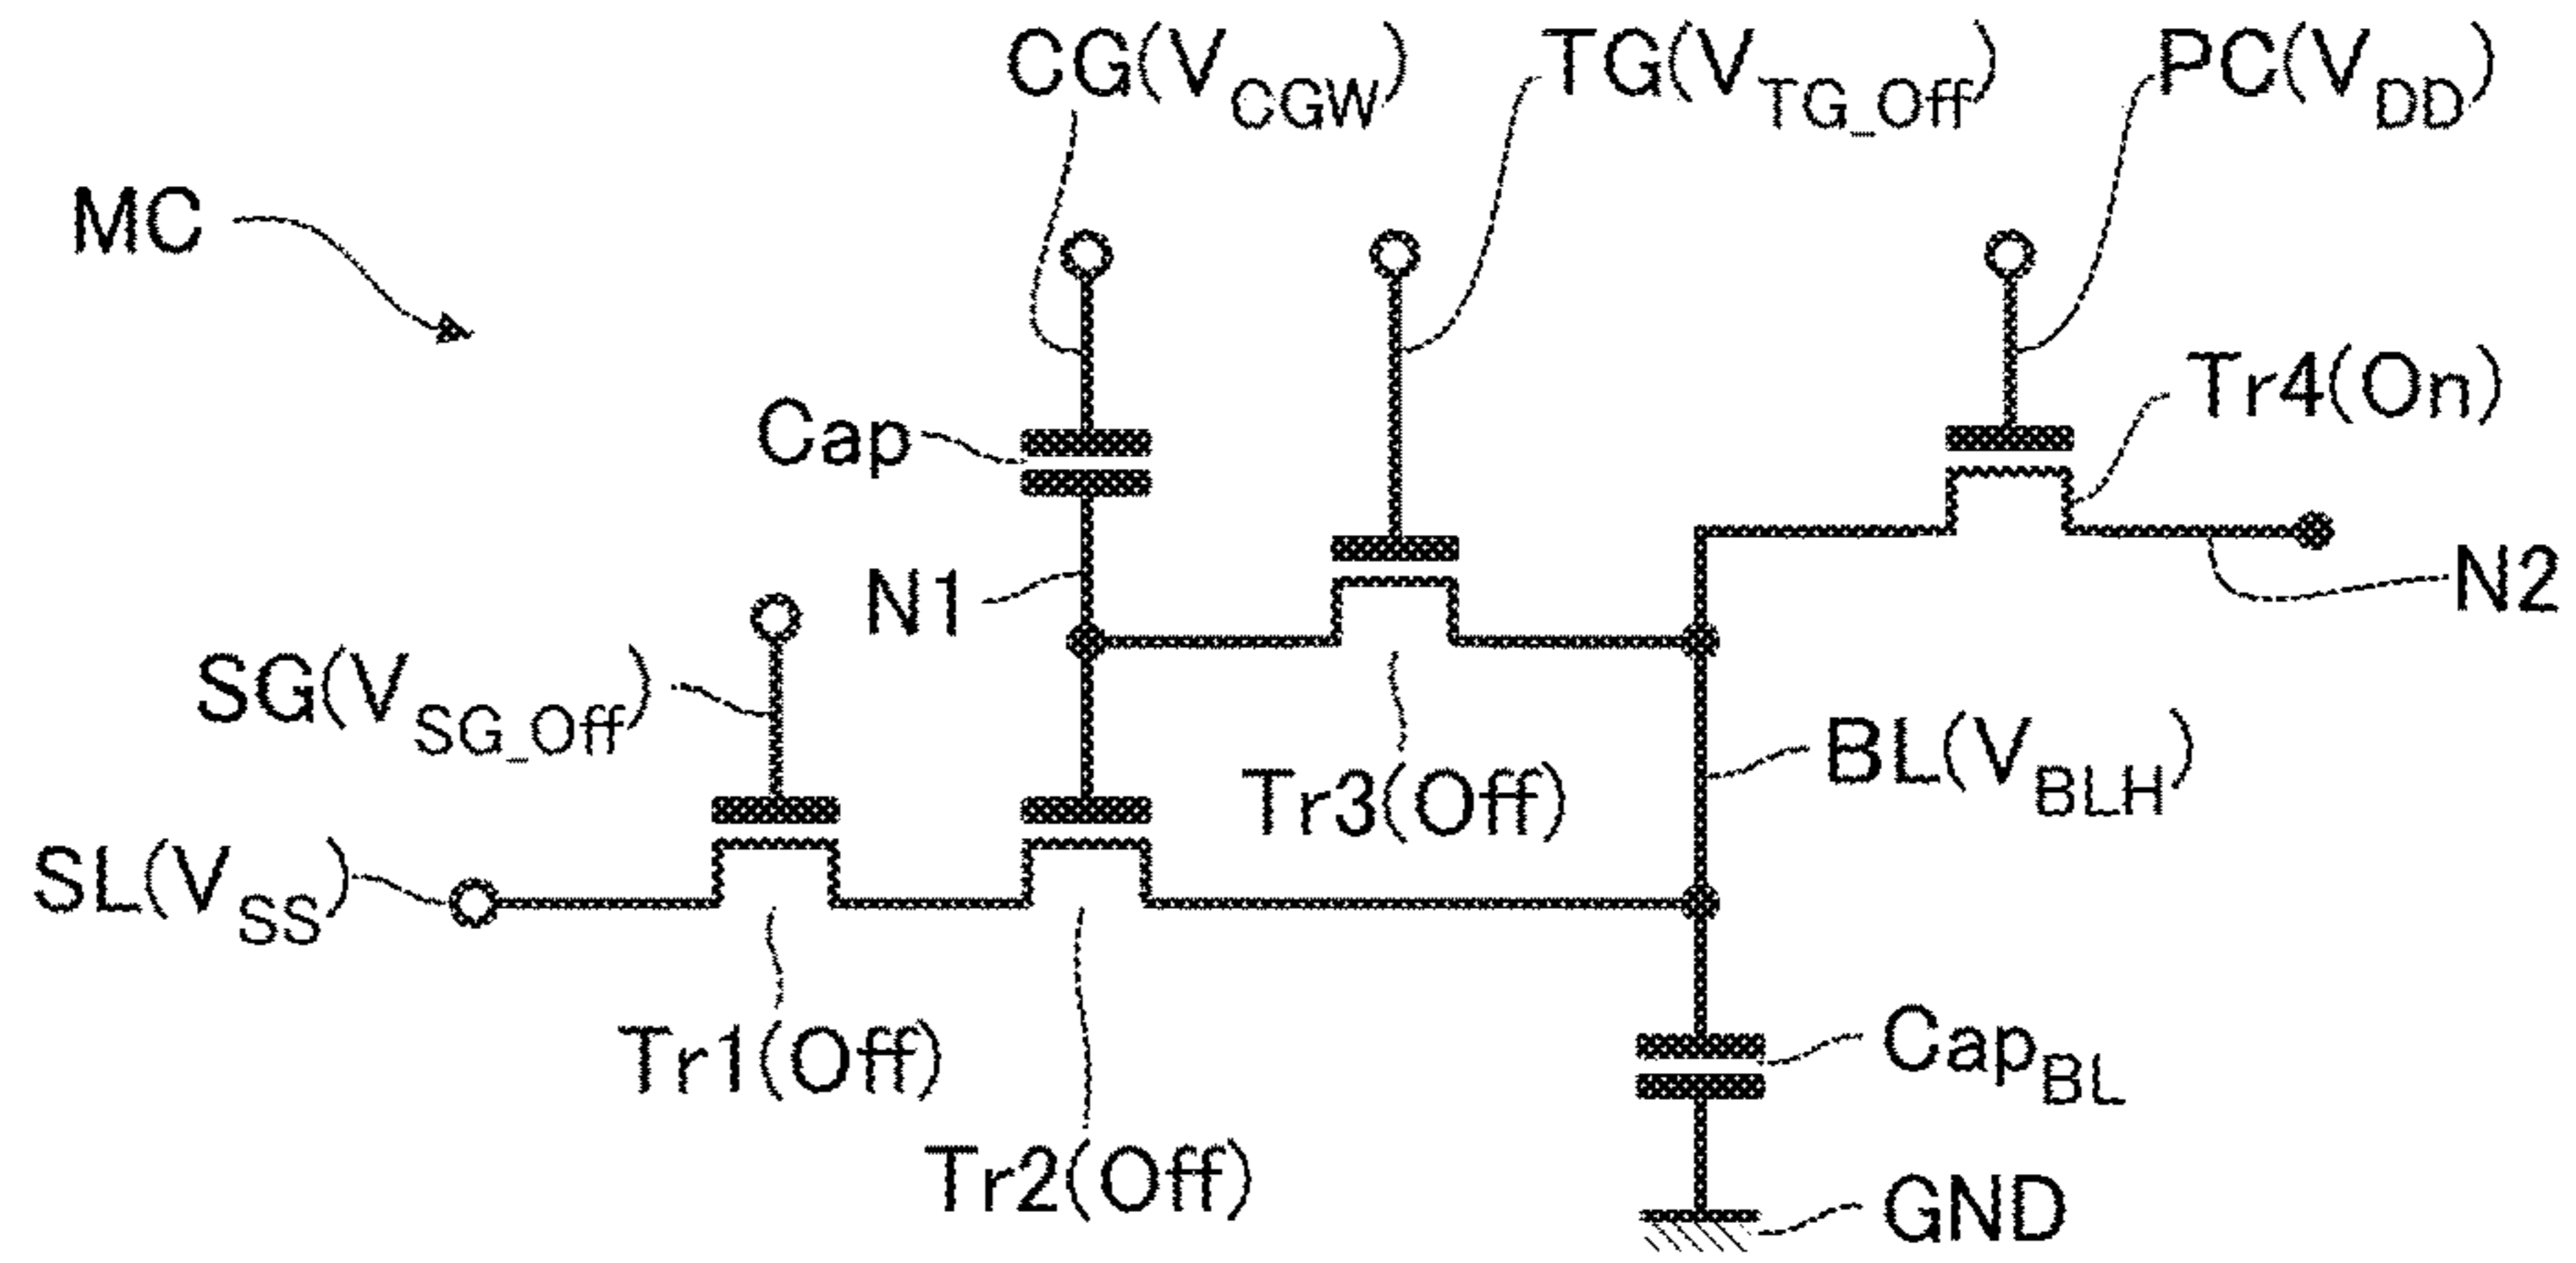 CG(VCGW)
TG(VTG_Off)
PC(VDD)
MC
Tr4(On)
Cap
N1
N2
SG(VSG_Off)
BL(VBLH)
Tr3(Off)
SL(VSS)
Tr1(Off)
CapBL
Tr2(Off)
GND